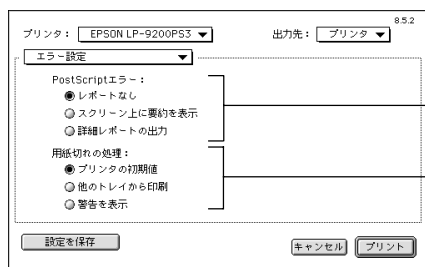 8.5.2
プリンタ： EPSON LP-9200PS3 出力先： プリンタ
エラー設定
PostScriptエラー：
レポートなし
スクリーン上に要約を表示
詳細レポートの出力
用紙切れの処理：
プリンタの初期値
他のトレイから印刷
警告を表示
設定を保存 キャンセル プリント